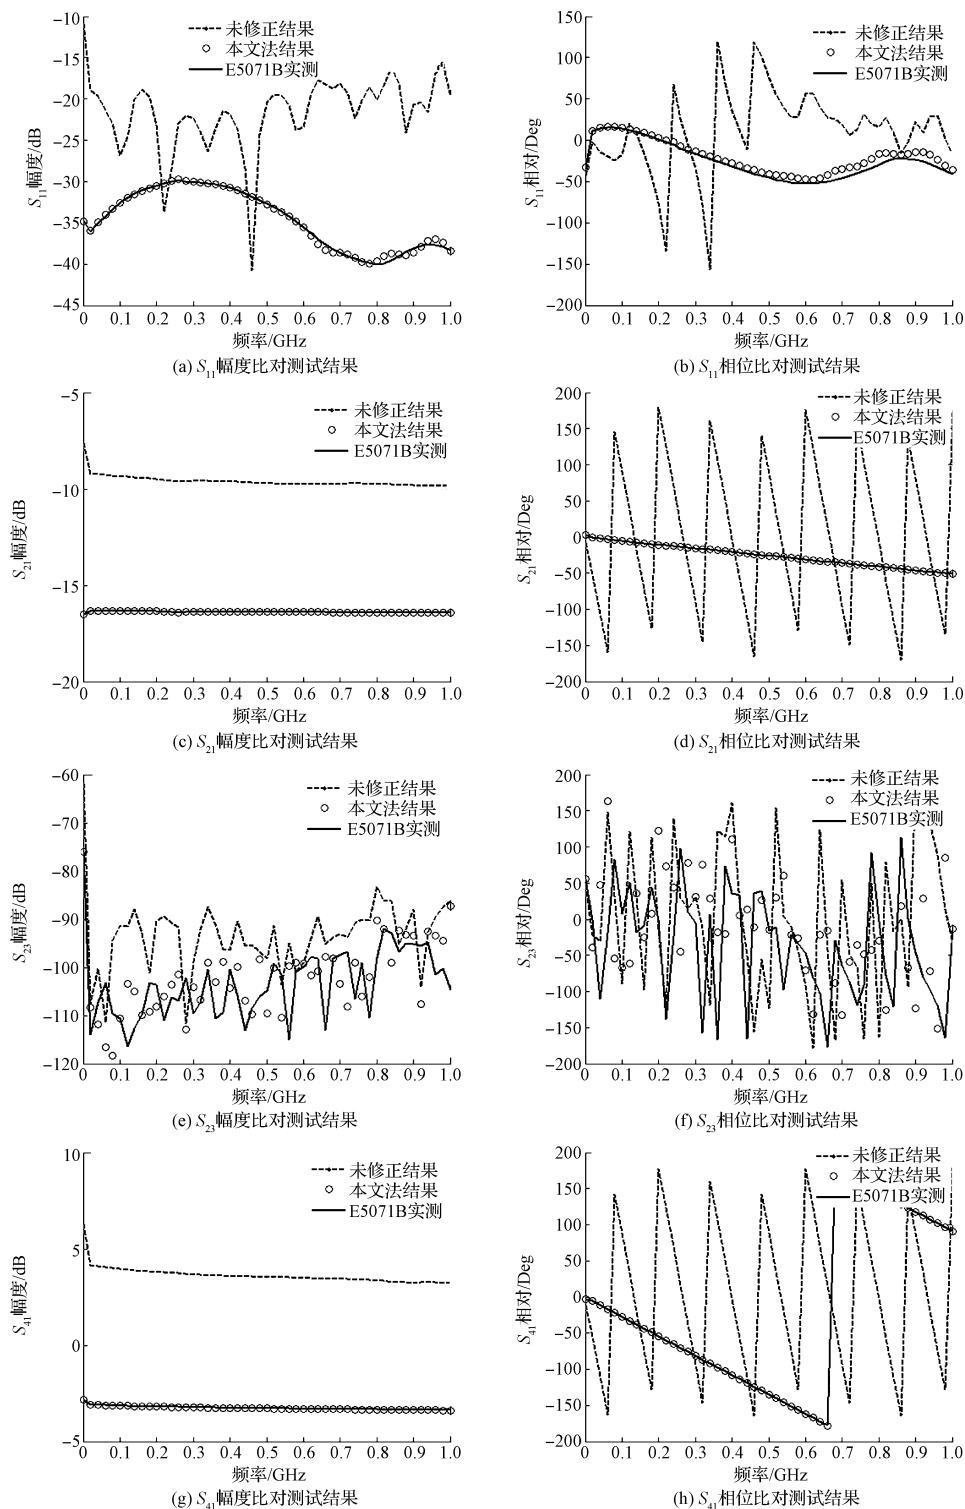 未修正结果
本文法结果
E5071B实测
S11幅度/dB
-10
-15
-20
-25
-30
-35
-40
-45
0 0.1 0.2 0.3 0.4 0.5 0.6 0.7 0.8 0.9 1.0
频率/GHz
(a) S11幅度比对测试结果
未修正结果
本文法结果
E5071B实测
S11相对/Deg
150
100
50
0
-50
-100
-150
-200
0 0.1 0.2 0.3 0.4 0.5 0.6 0.7 0.8 0.9 1.0
频率/GHz
(b) S11相位比对测试结果
未修正结果
本文法结果
E5071B实测
S21幅度/dB
-5
-10
-15
-20
0 0.1 0.2 0.3 0.4 0.5 0.6 0.7 0.8 0.9 1.0
频率/GHz
(c) S21幅度比对测试结果
未修正结果
本文法结果
E5071B实测
S21相对/Deg
200
150
100
50
0
-50
-100
-150
-200
0 0.1 0.2 0.3 0.4 0.5 0.6 0.7 0.8 0.9 1.0
频率/GHz
(d) S21相位比对测试结果
未修正结果
本文法结果
E5071B实测
S23幅度/dB
-60
-70
-80
-90
-100
-110
-120
0 0.1 0.2 0.3 0.4 0.5 0.6 0.7 0.8 0.9 1.0
频率/GHz
(e) S23幅度比对测试结果
未修正结果
本文法结果
E5071B实测
S23相对/Deg
200
150
100
50
0
-50
-100
-150
-200
0 0.1 0.2 0.3 0.4 0.5 0.6 0.7 0.8 0.9 1.0
频率/GHz
(f) S23相位比对测试结果
未修正结果
本文法结果
E5071B实测
S41幅度/dB
10
5
0
-5
0 0.1 0.2 0.3 0.4 0.5 0.6 0.7 0.8 0.9 1.0
频率/GHz
(g) S41幅度比对测试结果
未修正结果
本文法结果
E5071B实测
S41相对/Deg
200
150
100
50
0
-50
-100
-150
-200
0 0.1 0.2 0.3 0.4 0.5 0.6 0.7 0.8 0.9 1.0
频率/GHz
(h) S41相位比对测试结果